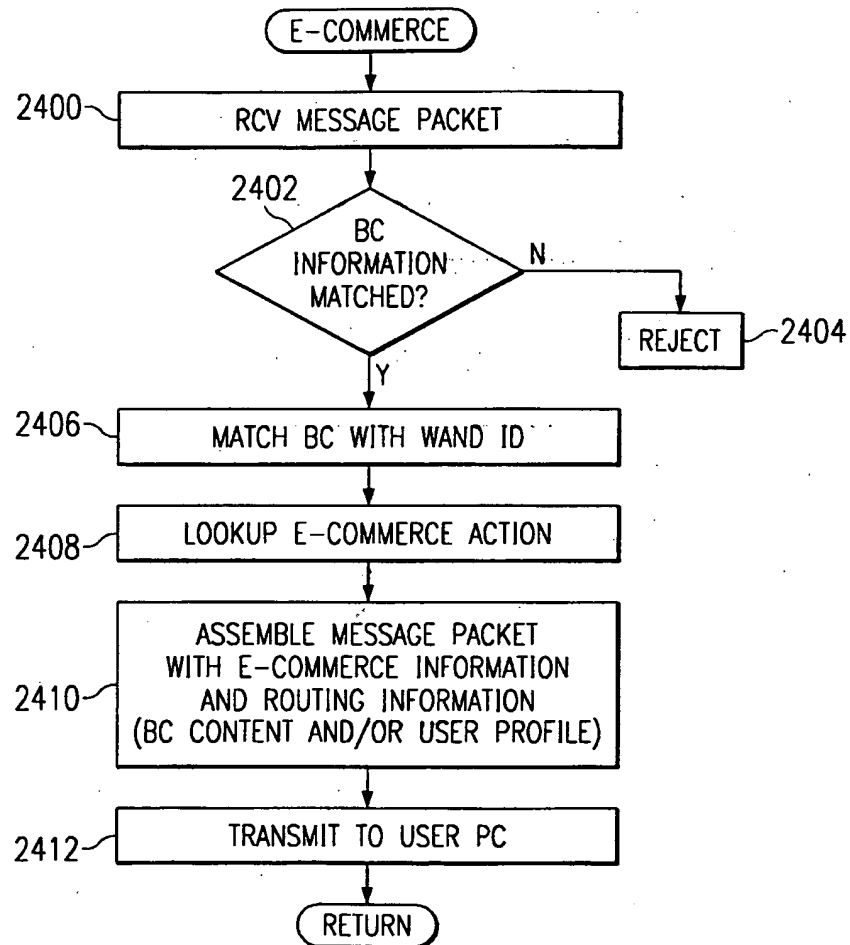 E-COMMERCE
2400
RCV MESSAGE PACKET
2402
BC
INFORMATION
MATCHED?
N
REJECT
2404
Y
2406
MATCH BC WITH WAND ID
2408
LOOKUP E-COMMERCE ACTION
2410
ASSEMBLE MESSAGE PACKET
WITH E-COMMERCE INFORMATION
AND ROUTING INFORMATION
(BC CONTENT AND/OR USER PROFILE)
2412
TRANSMIT TO USER PC
RETURN